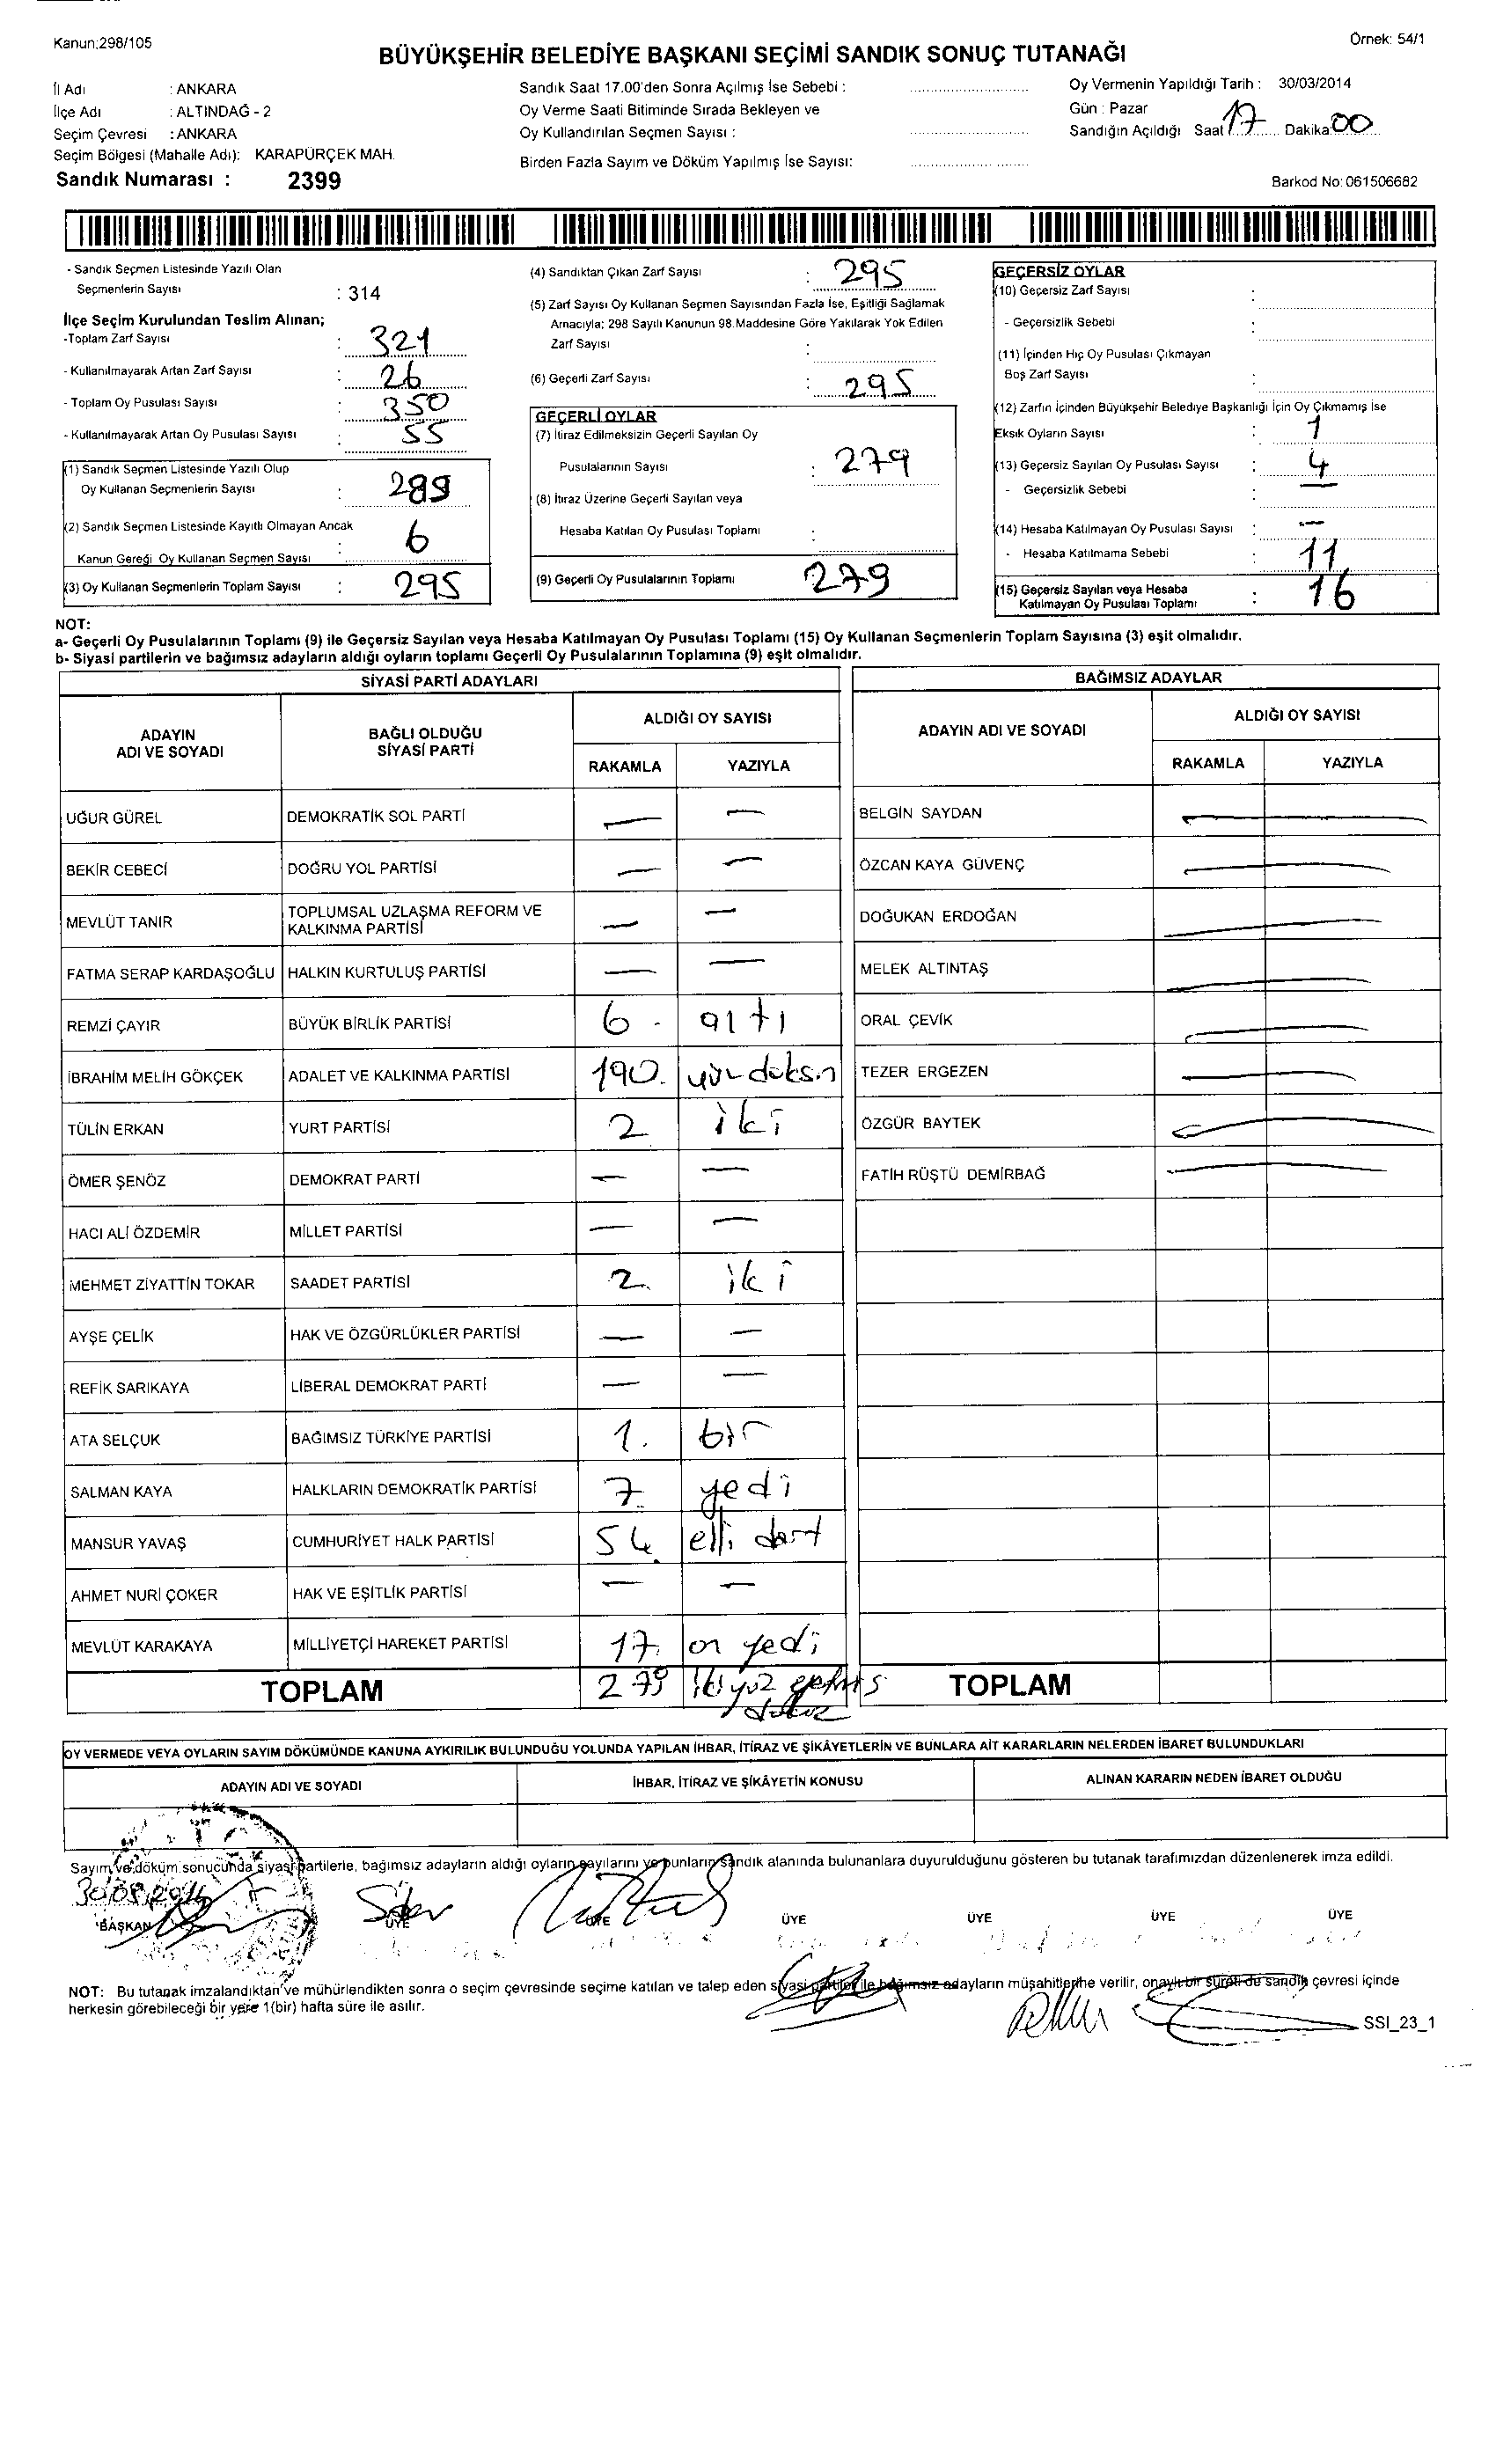 Kanun:298/105
Örnek: 54/1
BÜYÜKŞEHİR BELEDİYE BAŞKANI SEÇİMİ SANDIK SONUÇ TUTANAĞI
İl Adı : ANKARA
İlçe Adı : ALTINDAĞ - 2
Seçim Çevresi : ANKARA
Seçim Bölgesi (Mahalle Adı): KARAPÜRÇEK MAH.
Sandık Numarası : 2399
Sandık Saat 17.00'den Sonra Açılmış İse Sebebi :
Oy Verme Saati Bitiminde Sırada Bekleyen ve
Oy Kullandırılan Seçmen Sayısı :
Birden Fazla Sayım ve Döküm Yapılmış İse Sayısı:
Oy Vermenin Yapıldığı Tarih : 30/03/2014
Gün : Pazar
Sandığın Açıldığı Saat 17 Dakika 00
Barkod No: 061506682
- Sandık Seçmen Listesinde Yazılı Olan
Seçmenlerin Sayısı : 314
İlçe Seçim Kurulundan Teslim Alınan;
-Toplam Zarf Sayısı : 321
- Kullanılmayarak Artan Zarf Sayısı : 26
- Toplam Oy Pusulası Sayısı : 350
- Kullanılmayarak Artan Oy Pusulası Sayısı : 55
(1) Sandık Seçmen Listesinde Yazılı Olup
Oy Kullanan Seçmenlerin Sayısı : 289
(2) Sandık Seçmen Listesinde Kayıtlı Olmayan Ancak
Kanun Gereği Oy Kullanan Seçmen Sayısı : 6
(3) Oy Kullanan Seçmenlerin Toplam Sayısı : 295
(4) Sandıktan Çıkan Zarf Sayısı : 295
(5) Zarf Sayısı Oy Kullanan Seçmen Sayısından Fazla İse, Eşitliği Sağlamak
Amacıyla; 298 Sayılı Kanunun 98.Maddesine Göre Yakılarak Yok Edilen
Zarf Sayısı :
(6) Geçerli Zarf Sayısı : 295
GEÇERLİ OYLAR
(7) İtiraz Edilmeksizin Geçerli Sayılan Oy
Pusulalarının Sayısı : 279
(8) İtiraz Üzerine Geçerli Sayılan veya
Hesaba Katılan Oy Pusulası Toplamı :
(9) Geçerli Oy Pusulalarının Toplamı 279
GEÇERSİZ OYLAR
(10) Geçersiz Zarf Sayısı :
- Geçersizlik Sebebi :
(11) İçinden Hiç Oy Pusulası Çıkmayan
Boş Zarf Sayısı :
(12) Zarfın İçinden Büyükşehir Belediye Başkanlığı İçin Oy Çıkmamış İse
Eksik Oyların Sayısı : 1
(13) Geçersiz Sayılan Oy Pusulası Sayısı : 4
- Geçersizlik Sebebi : —
(14) Hesaba Katılmayan Oy Pusulası Sayısı : —
- Hesaba Katılmama Sebebi : 11
(15) Geçersiz Sayılan veya Hesaba
Katılmayan Oy Pusulası Toplamı : 16
NOT:
a- Geçerli Oy Pusulalarının Toplamı (9) ile Geçersiz Sayılan veya Hesaba Katılmayan Oy Pusulası Toplamı (15) Oy Kullanan Seçmenlerin Toplam Sayısına (3) eşit olmalıdır.
b- Siyasi partilerin ve bağımsız adayların aldığı oyların toplamı Geçerli Oy Pusulalarının Toplamına (9) eşit olmalıdır.
SİYASİ PARTİ ADAYLARI
ADAYIN
ADI VE SOYADI
BAĞLI OLDUĞU
SİYASİ PARTİ
ALDIĞI OY SAYISI
RAKAMLA YAZIYLA
UĞUR GÜREL DEMOKRATİK SOL PARTİ — —
BEKİR CEBECİ DOĞRU YOL PARTİSİ — —
MEVLÜT TANIR TOPLUMSAL UZLAŞMA REFORM VE
KALKINMA PARTİSİ — —
FATMA SERAP KARDAŞOĞLU HALKIN KURTULUŞ PARTİSİ — —
REMZİ ÇAYIR BÜYÜK BİRLİK PARTİSİ 6 - altı
İBRAHİM MELİH GÖKÇEK ADALET VE KALKINMA PARTİSİ 190. yüz doksan
TÜLİN ERKAN YURT PARTİSİ 2 iki
ÖMER ŞENÖZ DEMOKRAT PARTİ — —
HACI ALİ ÖZDEMİR MİLLET PARTİSİ — —
MEHMET ZİYATTİN TOKAR SAADET PARTİSİ 2. iki
AYŞE ÇELİK HAK VE ÖZGÜRLÜKLER PARTİSİ — —
REFİK SARIKAYA LİBERAL DEMOKRAT PARTİ — —
ATA SELÇUK BAĞIMSIZ TÜRKİYE PARTİSİ 1. bir
SALMAN KAYA HALKLARIN DEMOKRATİK PARTİSİ 7. yedi
MANSUR YAVAŞ CUMHURİYET HALK PARTİSİ 54. elli dört
AHMET NURİ ÇOKER HAK VE EŞİTLİK PARTİSİ — —
MEVLÜT KARAKAYA MİLLİYETÇİ HAREKET PARTİSİ 17. on yedi
TOPLAM 279 ikiyüz yetmiş
dokuz
BAĞIMSIZ ADAYLAR
ADAYIN ADI VE SOYADI
ALDIĞI OY SAYISI
RAKAMLA YAZIYLA
BELGİN SAYDAN
ÖZCAN KAYA GÜVENÇ
DOĞUKAN ERDOĞAN
MELEK ALTINTAŞ
ORAL ÇEVİK
TEZER ERGEZEN
ÖZGÜR BAYTEK
FATİH RÜŞTÜ DEMİRBAĞ
TOPLAM
OY VERMEDE VEYA OYLARIN SAYIM DÖKÜMÜNDE KANUNA AYKIRILIK BULUNDUĞU YOLUNDA YAPILAN İHBAR, İTİRAZ VE ŞİKÂYETLERİN VE BUNLARA AİT KARARLARIN NELERDEN İBARET BULUNDUKLARI
ADAYIN ADI VE SOYADI İHBAR, İTİRAZ VE ŞİKÂYETİN KONUSU ALINAN KARARIN NEDEN İBARET OLDUĞU
Sayım ve döküm sonucunda siyasi partilerle, bağımsız adayların aldığı oyların sayılarını ve bunların sandık alanında bulunanlara duyurulduğunu gösteren bu tutanak tarafımızdan düzenlenerek imza edildi.
BAŞKAN ÜYE ÜYE ÜYE ÜYE ÜYE ÜYE
NOT: Bu tutanak imzalandıktan ve mühürlendikten sonra o seçim çevresinde seçime katılan ve talep eden siyasi partiler ile bağımsız adayların müşahitlerine verilir, onaylı bir sureti de sandık çevresi içinde
herkesin görebileceği bir yere 1(bir) hafta süre ile asılır.
SSI_23_1